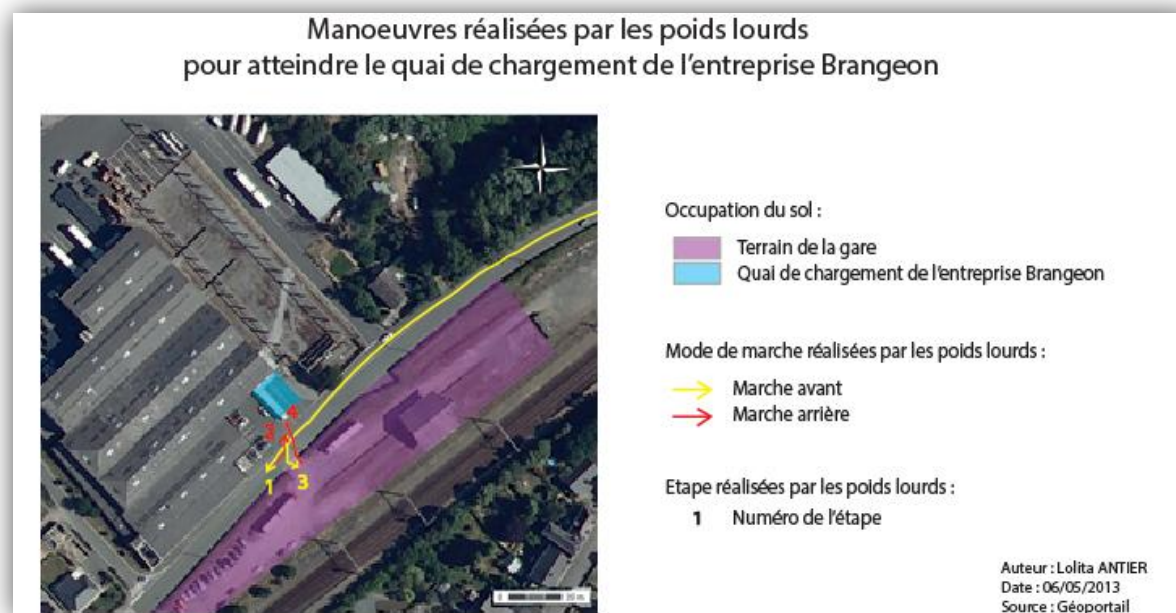 Manoeuvres réalisées par les poids lourds
pour atteindre le quai de chargement de l'entreprise Brangeon
4
3
1
Occupation du sol :
Terrain de la gare
Quai de chargement de l'entreprise Brangeon
Mode de marche réalisées par les poids lourds :
Marche avant
Marche arrière
Etape réalisées par les poids lourds :
1 Numéro de l'étape
Auteur : Lolita ANTIER
Date : 06/05/2013
Source : Géoportail